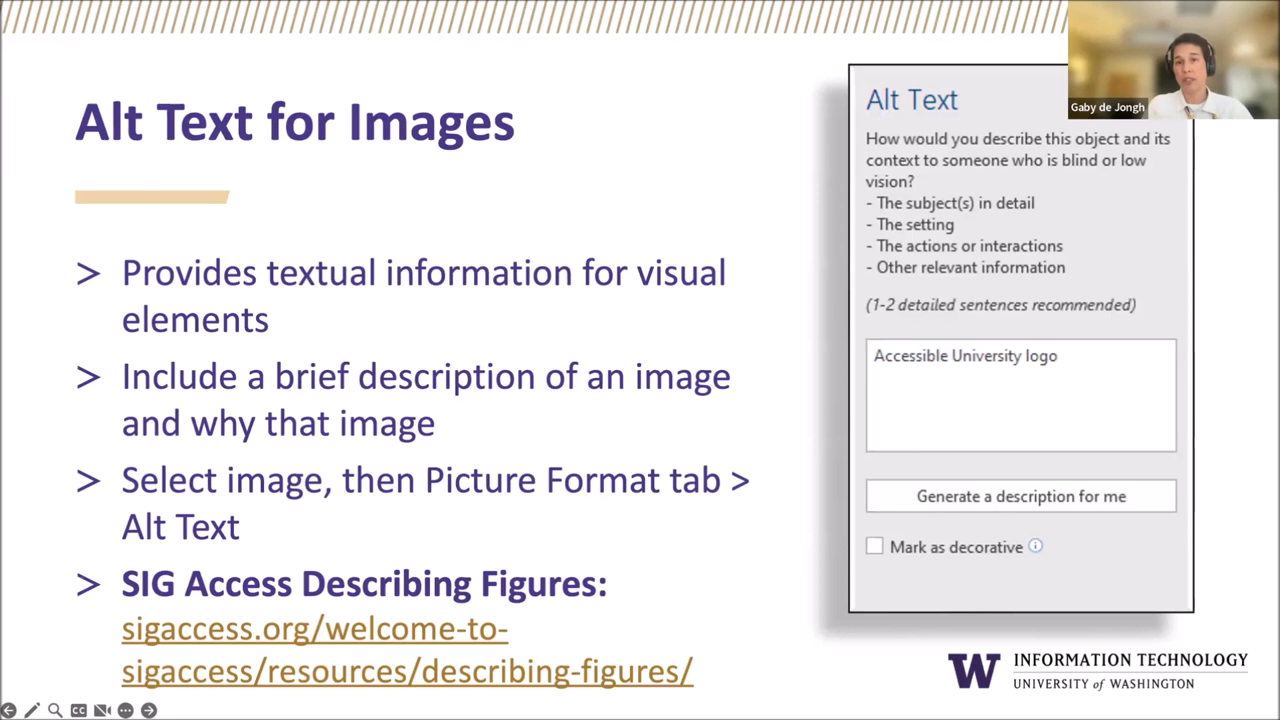 Alt Text for Images
> Provides textual information for visual
elements
> Include a brief description of an image
and why that image
> Select image, then Picture Format tab >
Alt Text
> SIG Access Describing Figures:
sigaccess.org/welcome-to-
sigaccess/resources/describing-figures/
Gaby de Jongh
Alt Text
How would you describe this object and its
context to someone who is blind or low
vision?
- The subject(s) in detail
- The setting
- The actions or interactions
- Other relevant information
(1-2 detailed sentences recommended)
Accessible University logo
Generate a description for me
Mark as decorative
W INFORMATION TECHNOLOGY
UNIVERSITY of WASHINGTON
CC